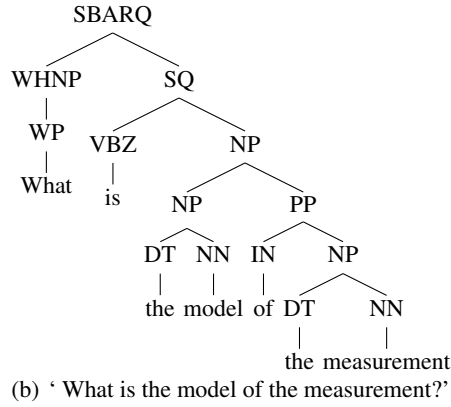 SBARQ
WHNP SQ
WP VBZ NP
What is
NP PP
DT NN IN NP
the model of DT NN
the measurement
(b) ‘ What is the model of the measurement?’